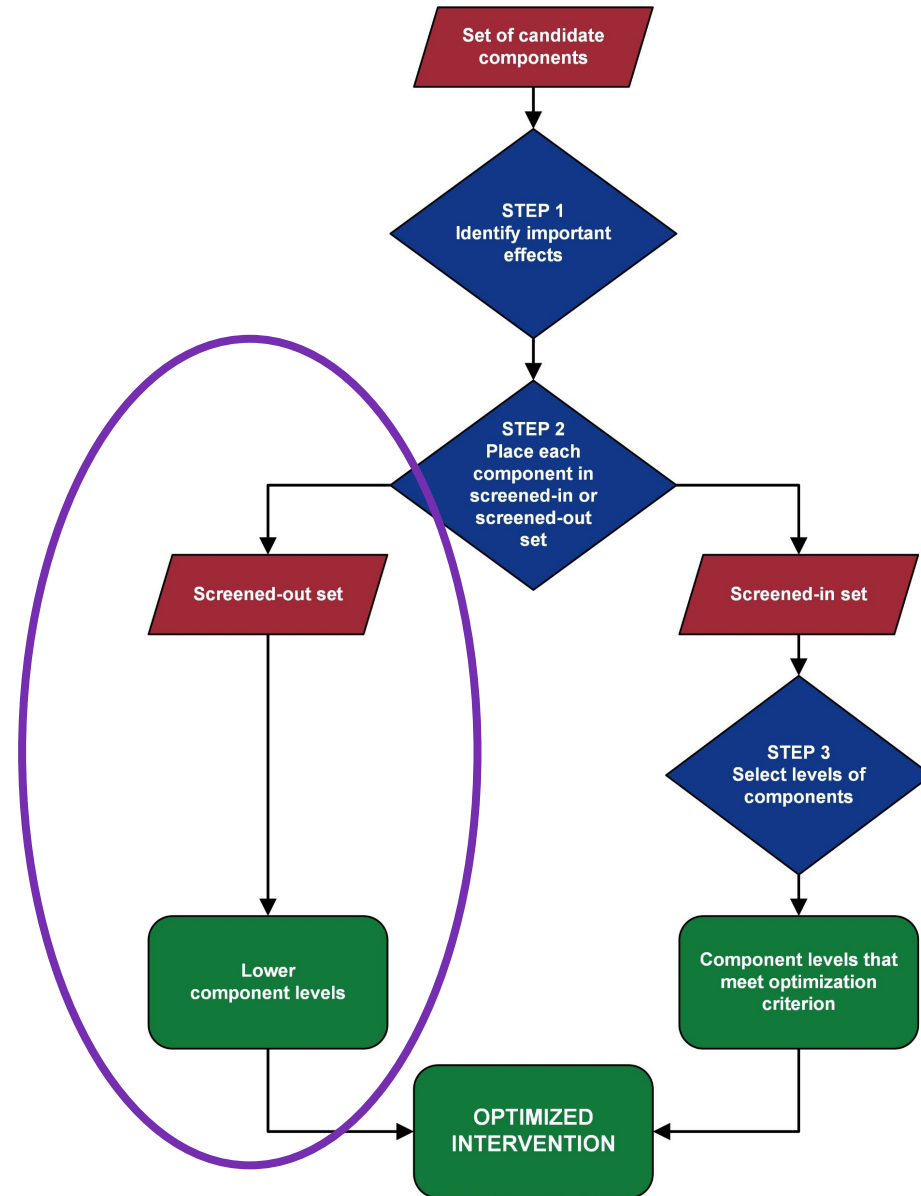 Set of candidate
components
STEP 1
Identify important
effects
STEP 2
Place each
component in
screened-in or
screened-out
set
Screened-out set
Screened-in set
STEP 3
Select levels of
components
Lower
component levels
Component levels that
meet optimization
criterion
OPTIMIZED
INTERVENTION